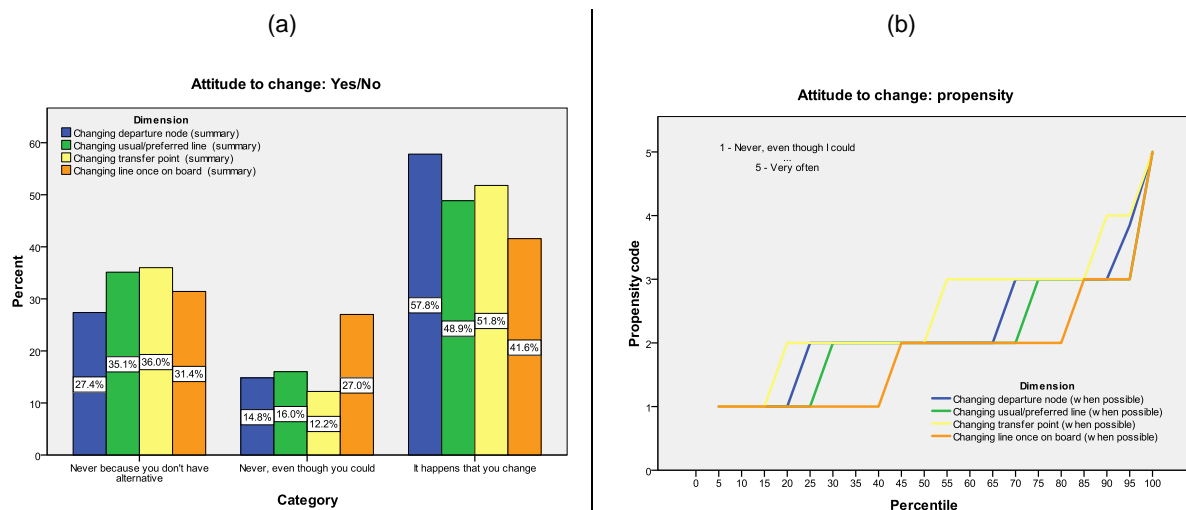 (a)
Attitude to change: Yes/No
Dimension
Changing departure node (summary)
Changing usual/preferred line (summary)
Changing transfer point (summary)
Changing line once on board (summary)
Percent
60
50
40
30
20
10
0
57.8%
48.9%
51.8%
41.6%
27.4%
35.1%
36.0%
31.4%
14.8%
16.0%
12.2%
27.0%
Never because you don't have
alternative
Never, even though you could
It happens that you change
Category
(b)
Attitude to change: propensity
1 - Never, even though I could
...
5 - Very often
Propensity code
5
4
3
2
1
0
Dimension
Changing departure node (when possible)
Changing usual/preferred line (when possible)
Changing transfer point (when possible)
Changing line once on board (when possible)
0 5 10 15 20 25 30 35 40 45 50 55 60 65 70 75 80 85 90 95 100
Percentile